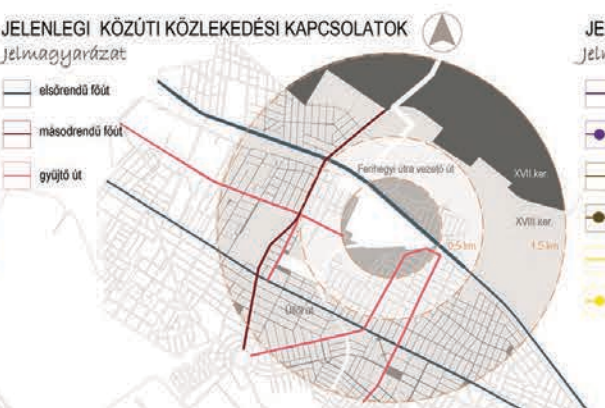 JELENLEGI KÖZÚTI KÖZLEKEDÉSI KAPCSOLATOK
Jelmagyarázat
elsőrendű főút
másodrendű főút
gyűjtő út
Ferihegyi útra vezető út
XVII. ker.
XVIII. ker.
0,5 km
1,5 km
Üllői út
JE
Jelm